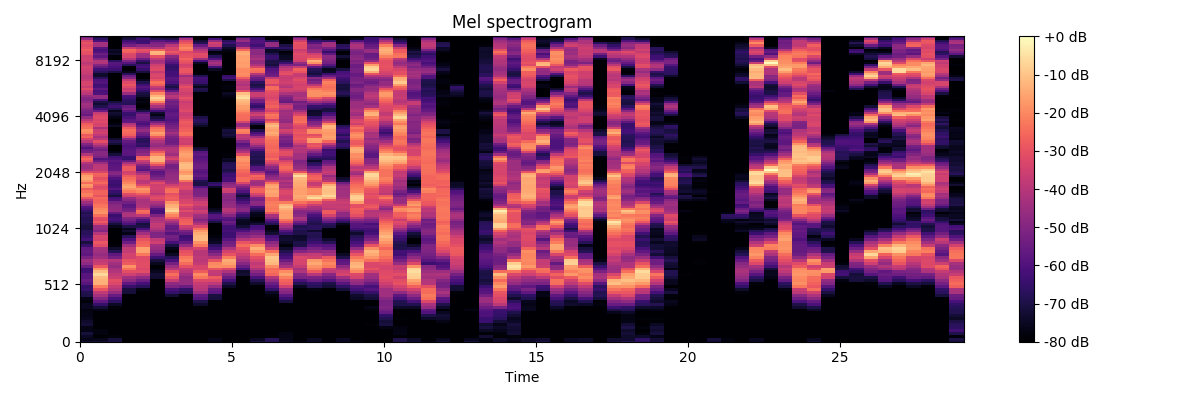 Mel spectrogram
Hz
8192
4096
2048
1024
512
0
0 5 10 15 20 25
Time
+0 dB
-10 dB
-20 dB
-30 dB
-40 dB
-50 dB
-60 dB
-70 dB
-80 dB